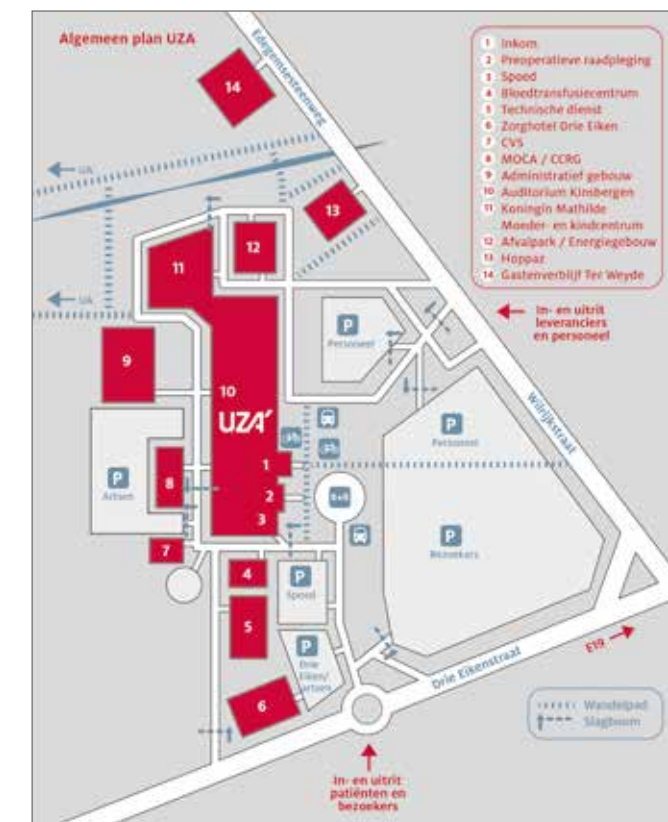 Algemeen plan UZA
Edegemsesteenweg
14
1 Inkom
2 Preoperatieve raadpleging
3 Spoed
4 Bloedtransfusiecentrum
5 Technische dienst
6 Zorghotel Drie Eiken
7 CVS
8 MOCA / CCRG
9 Administratief gebouw
10 Auditorium Kinsbergen
11 Koningin Mathilde
Moeder- en kindcentrum
12 Afvalpark / Energiegebouw
13 Hoppaz
14 Gastenverblijf Ter Weyde
UA
13
12
11
UA
In- en uitrit
leveranciers
en personeel
P
Personeel
9
10
UZA'
Wilrijkstraat
P
Personeel
P
Artsen
8
1
2
3
K+R
P
Bezoekers
7
4
P
Spoed
5
P
Drie
Eiken/
artsen
6
Drie Eikenstraat
E19
Wandelpad
Slagboom
In- en uitrit
patiënten en
bezoekers